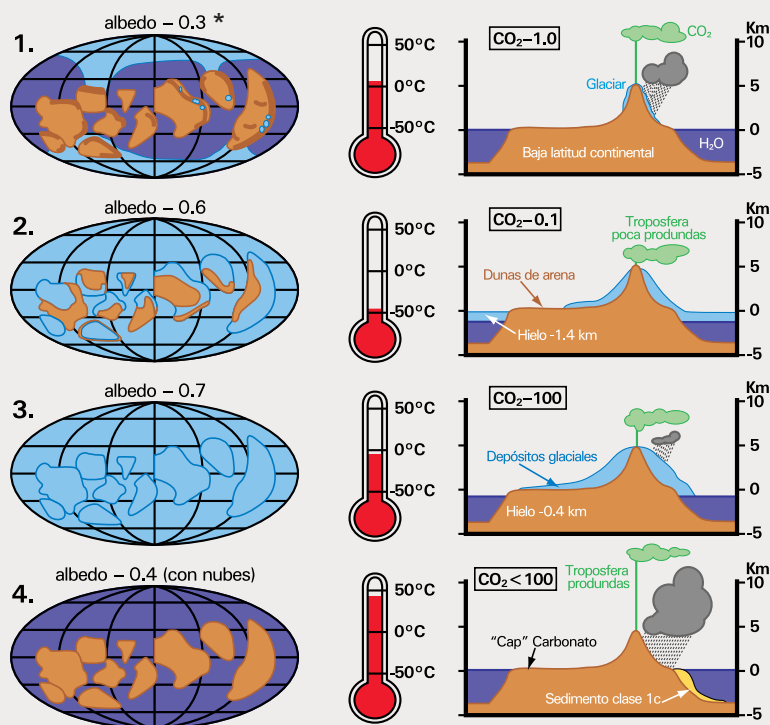 albedo – 0.3 *
1.
50°C
0°C
-50°C
CO₂–1.0
CO₂
Km
10
5
0
-5
Glaciar
Baja latitud continental
H₂O
albedo – 0.6
2.
50°C
0°C
-50°C
CO₂–0.1
Troposfera
poca produndas
Km
10
5
0
-5
Dunas de arena
Hielo -1.4 km
albedo – 0.7
3.
50°C
0°C
-50°C
CO₂–100
Km
10
5
0
-5
Depósitos glaciales
Hielo -0.4 km
albedo – 0.4 (con nubes)
4.
50°C
0°C
-50°C
CO₂<100
Troposfera
produndas
Km
10
5
0
-5
"Cap" Carbonato
Sedimento clase 1c